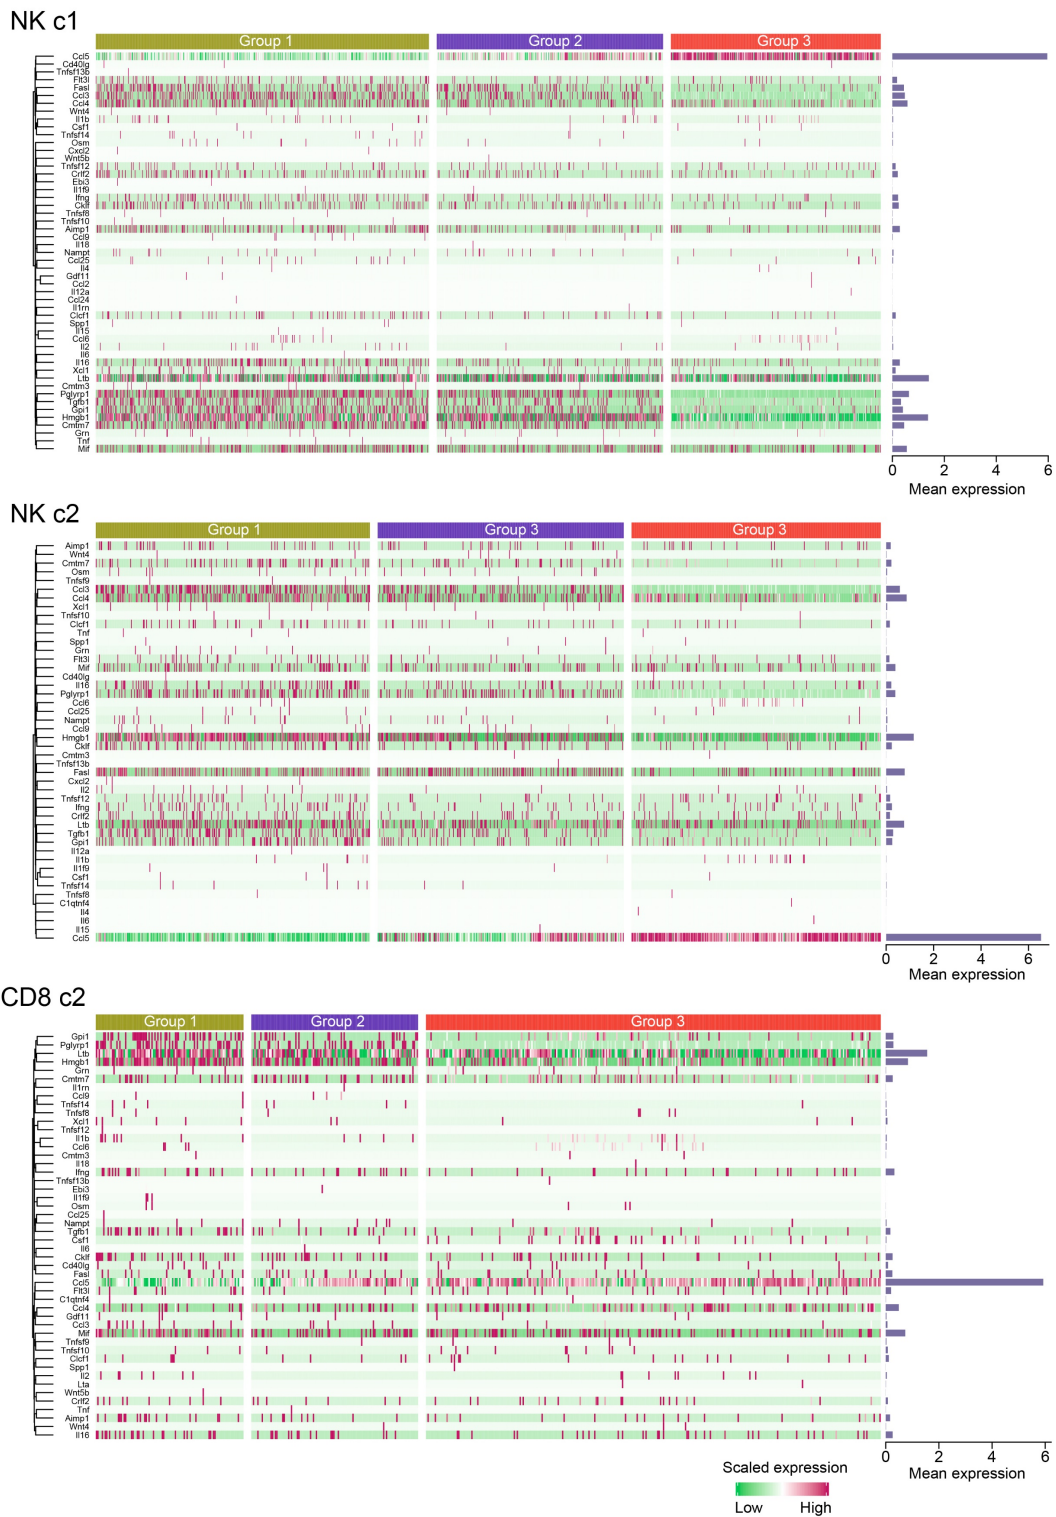 NK c1
Group 1 Group 2 Group 3
Ccl5
Cd40lg
Tnfsf13b
Flt3l
Fasl
Ccl3
Ccl4
Wnt4
Il1b
Csf1
Tnfsf14
Osm
Cxcl2
Wnt5b
Tnfsf12
Crlf2
Ebi3
Il1f9
Ifng
Cklf
Tnfsf8
Tnfsf10
Aimp1
Ccl9
Il18
Nampt
Ccl25
Il4
Gdf11
Ccl2
Il12a
Ccl24
Il1rn
Clcf1
Spp1
Il15
Ccl6
Il2
Il6
Il16
Xcl1
Ltb
Cmtm3
Pglyrp1
Tgfb1
Gpi1
Hmgb1
Cmtm7
Grn
Tnf
Mif
0 2 4 6
Mean expression
NK c2
Group 1 Group 3 Group 3
Aimp1
Wnt4
Cmtm7
Osm
Tnfsf9
Ccl3
Ccl4
Xcl1
Tnfsf10
Clcf1
Tnf
Spp1
Grn
Flt3l
Mif
Cd40lg
Il16
Pglyrp1
Ccl6
Ccl25
Nampt
Ccl9
Hmgb1
Cklf
Cmtm3
Tnfsf13b
Fasl
Cxcl2
Il2
Tnfsf12
Ifng
Crlf2
Ltb
Tgfb1
Gpi1
Il12a
Il1b
Il1f9
Csf1
Tnfsf14
Tnfsf8
C1qtnf4
Il4
Il6
Il15
Ccl5
0 2 4 6
Mean expression
CD8 c2
Group 1 Group 2 Group 3
Gpi1
Pglyrp1
Ltb
Hmgb1
Grn
Cmtm7
Il1rn
Ccl9
Tnfsf14
Tnfsf8
Xcl1
Tnfsf12
Il1b
Ccl6
Cmtm3
Il18
Ifng
Tnfsf13b
Ebi3
Il1f9
Osm
Ccl25
Nampt
Tgfb1
Csf1
Il6
Cklf
Cd40lg
Fasl
Ccl5
Flt3l
C1qtnf4
Ccl4
Gdf11
Ccl3
Mif
Tnfsf9
Tnfsf10
Clcf1
Spp1
Il2
Lta
Wnt5b
Crlf2
Tnf
Aimp1
Wnt4
Il16
0 2 4 6
Mean expression
Scaled expression
Low High